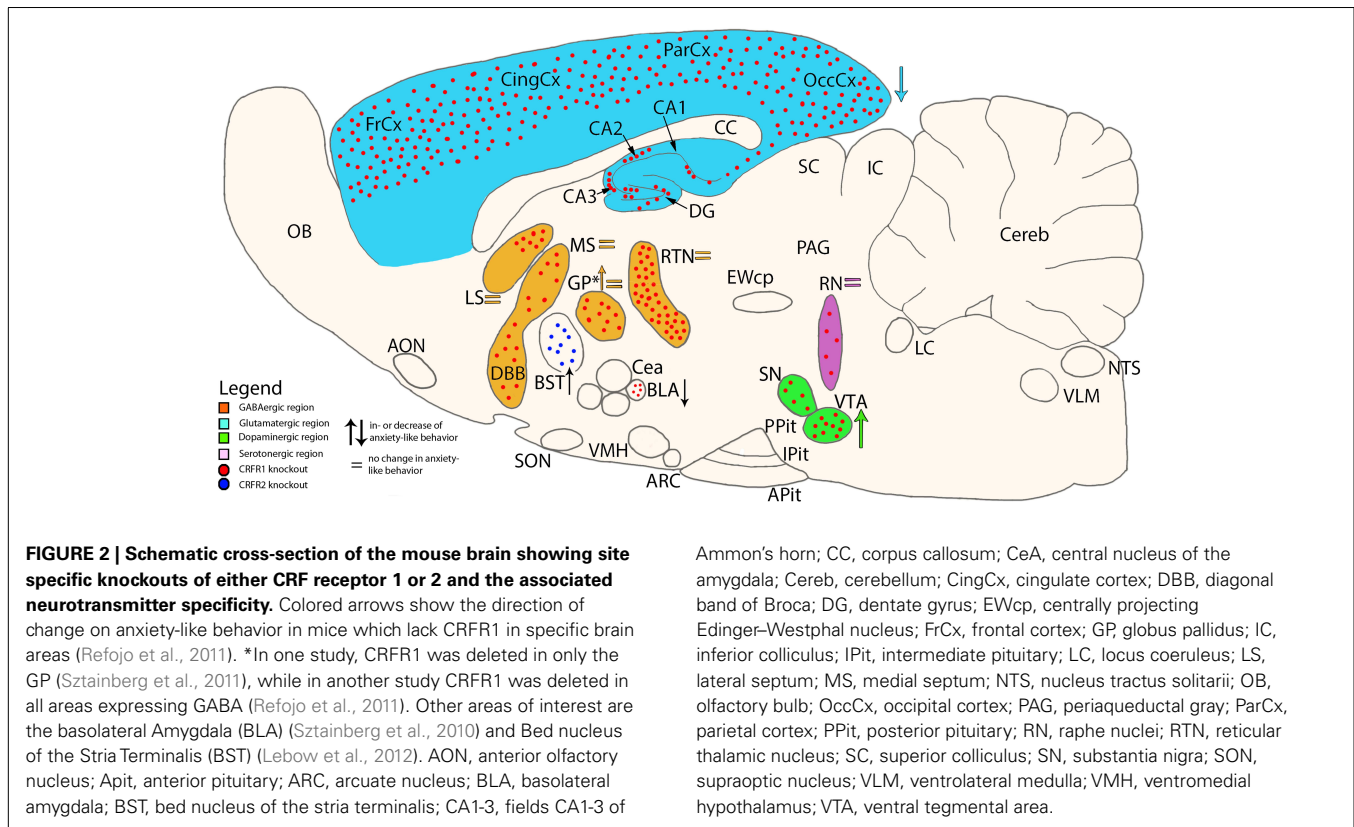 ParCx
CingCx
OccCx
FrCx
CA1
CA2
CC
SC
IC
CA3
DG
OB
Cereb
MS=
PAG
RTN=
EWcp
GP* =
RN=
LS=
AON
LC
NTS
DBB
BST
Cea
BLA
SN
VTA
VLM
PPit
IPit
SON
VMH
ARC
APit
Legend
GABAergic region
Glutamatergic region
Dopaminergic region
Serotonergic region
CRFR1 knockout
CRFR2 knockout
in- or decrease of
anxiety-like behavior
= no change in anxiety-
like behavior
FIGURE 2 | Schematic cross-section of the mouse brain showing site
specific knockouts of either CRF receptor 1 or 2 and the associated
neurotransmitter specificity. Colored arrows show the direction of
change on anxiety-like behavior in mice which lack CRFR1 in specific brain
areas (Refojo et al., 2011). *In one study, CRFR1 was deleted in only the
GP (Sztainberg et al., 2011), while in another study CRFR1 was deleted in
all areas expressing GABA (Refojo et al., 2011). Other areas of interest are
the basolateral Amygdala (BLA) (Sztainberg et al., 2010) and Bed nucleus
of the Stria Terminalis (BST) (Lebow et al., 2012). AON, anterior olfactory
nucleus; Apit, anterior pituitary; ARC, arcuate nucleus; BLA, basolateral
amygdala; BST, bed nucleus of the stria terminalis; CA1-3, fields CA1-3 of
Ammon's horn; CC, corpus callosum; CeA, central nucleus of the
amygdala; Cereb, cerebellum; CingCx, cingulate cortex; DBB, diagonal
band of Broca; DG, dentate gyrus; EWcp, centrally projecting
Edinger–Westphal nucleus; FrCx, frontal cortex; GP, globus pallidus; IC,
inferior colliculus; IPit, intermediate pituitary; LC, locus coeruleus; LS,
lateral septum; MS, medial septum; NTS, nucleus tractus solitarii; OB,
olfactory bulb; OccCx, occipital cortex; PAG, periaqueductal gray; ParCx,
parietal cortex; PPit, posterior pituitary; RN, raphe nuclei; RTN, reticular
thalamic nucleus; SC, superior colliculus; SN, substantia nigra; SON,
supraoptic nucleus; VLM, ventrolateral medulla; VMH, ventromedial
hypothalamus; VTA, ventral tegmental area.